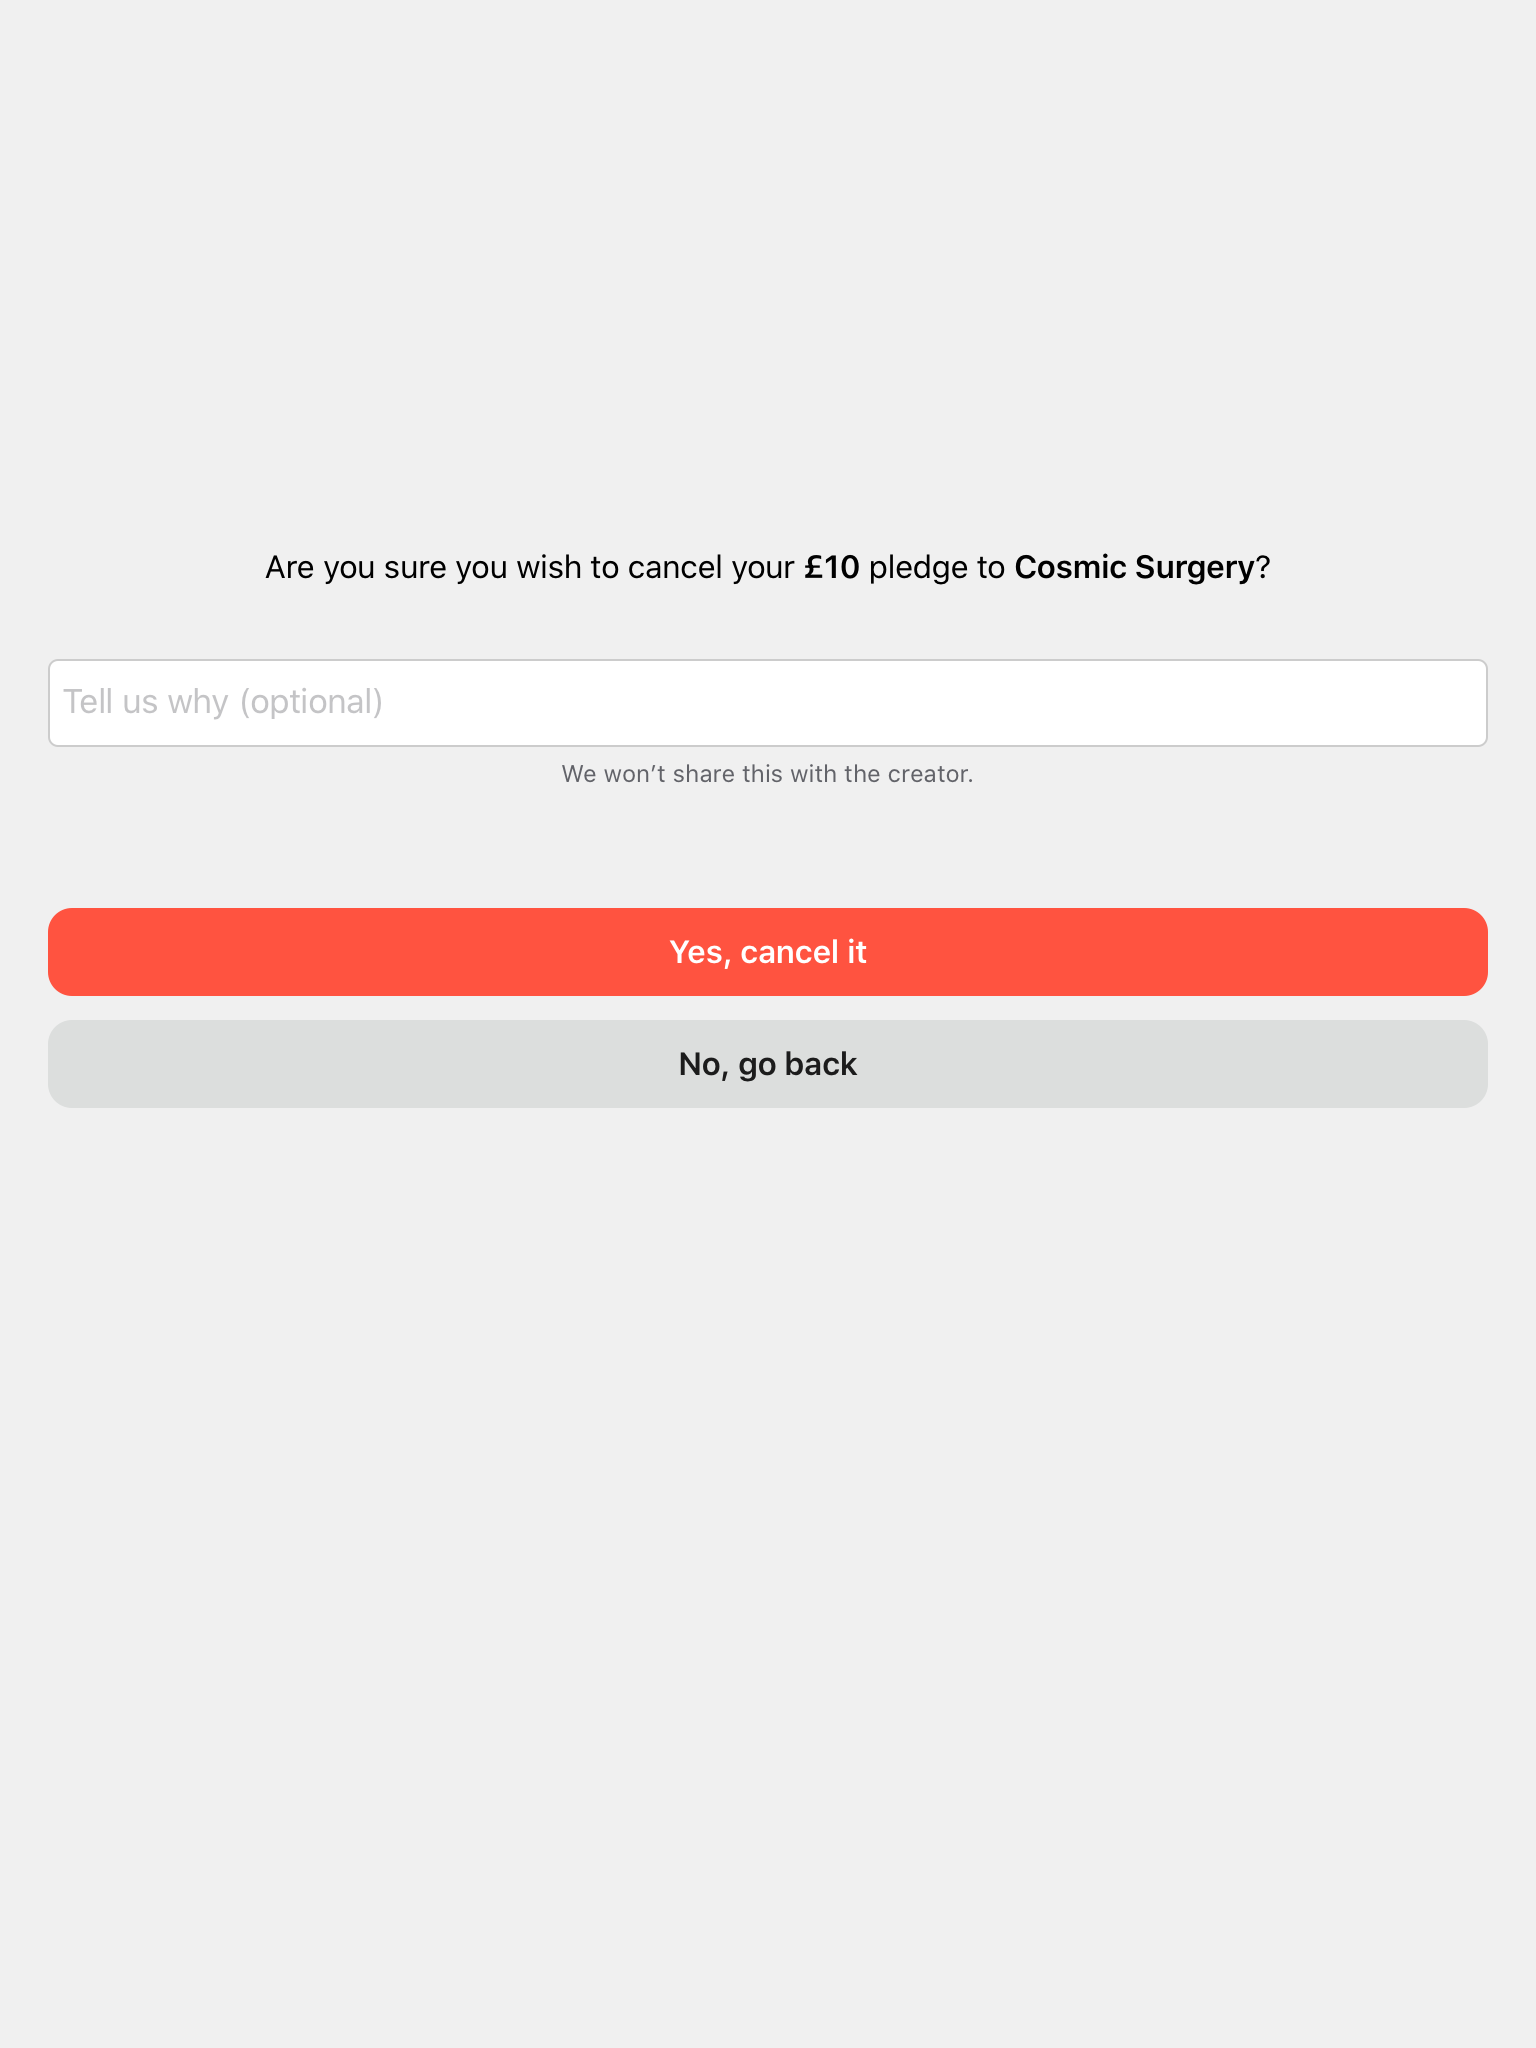 Are you sure you wish to cancel your £10 pledge to Cosmic Surgery?
Tell us why (optional)
We won’t share this with the creator.
Yes, cancel it
No, go back